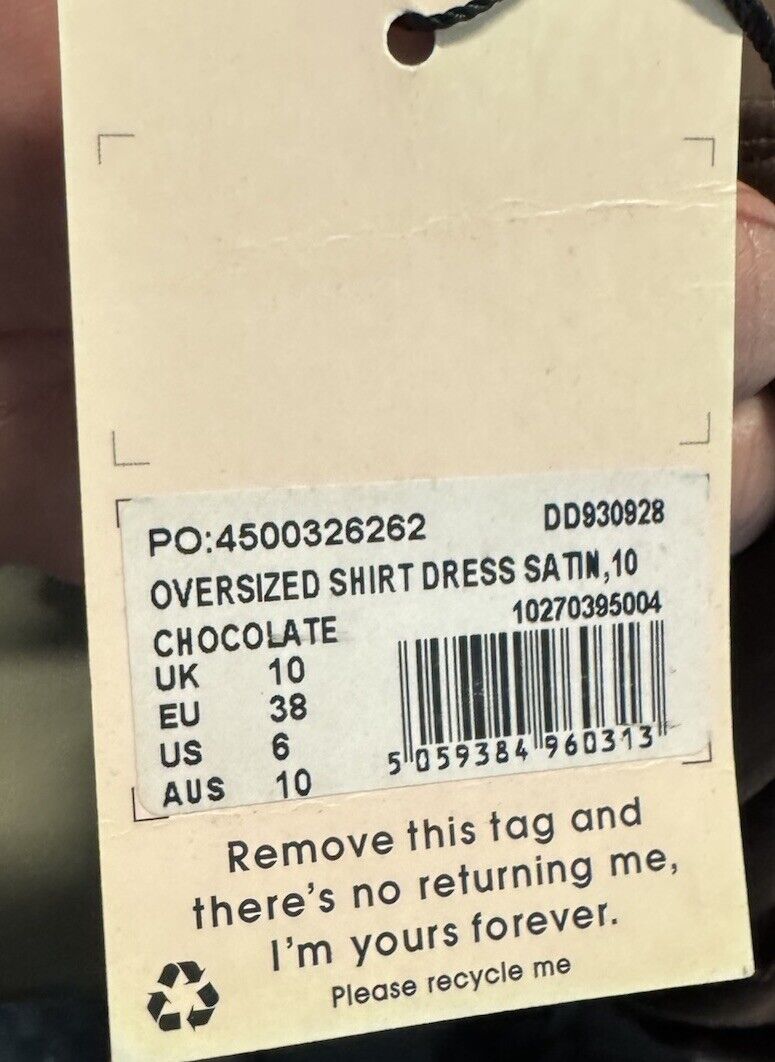 PO:4500326262 DD930928
OVERSIZED SHIRT DRESS SATIN,10
10270395004
CHOCOLATE
UK 10
EU 38
US 6
AUS 10
5 059384 960313
Remove this tag and
there's no returning me,
I'm yours forever.
Please recycle me